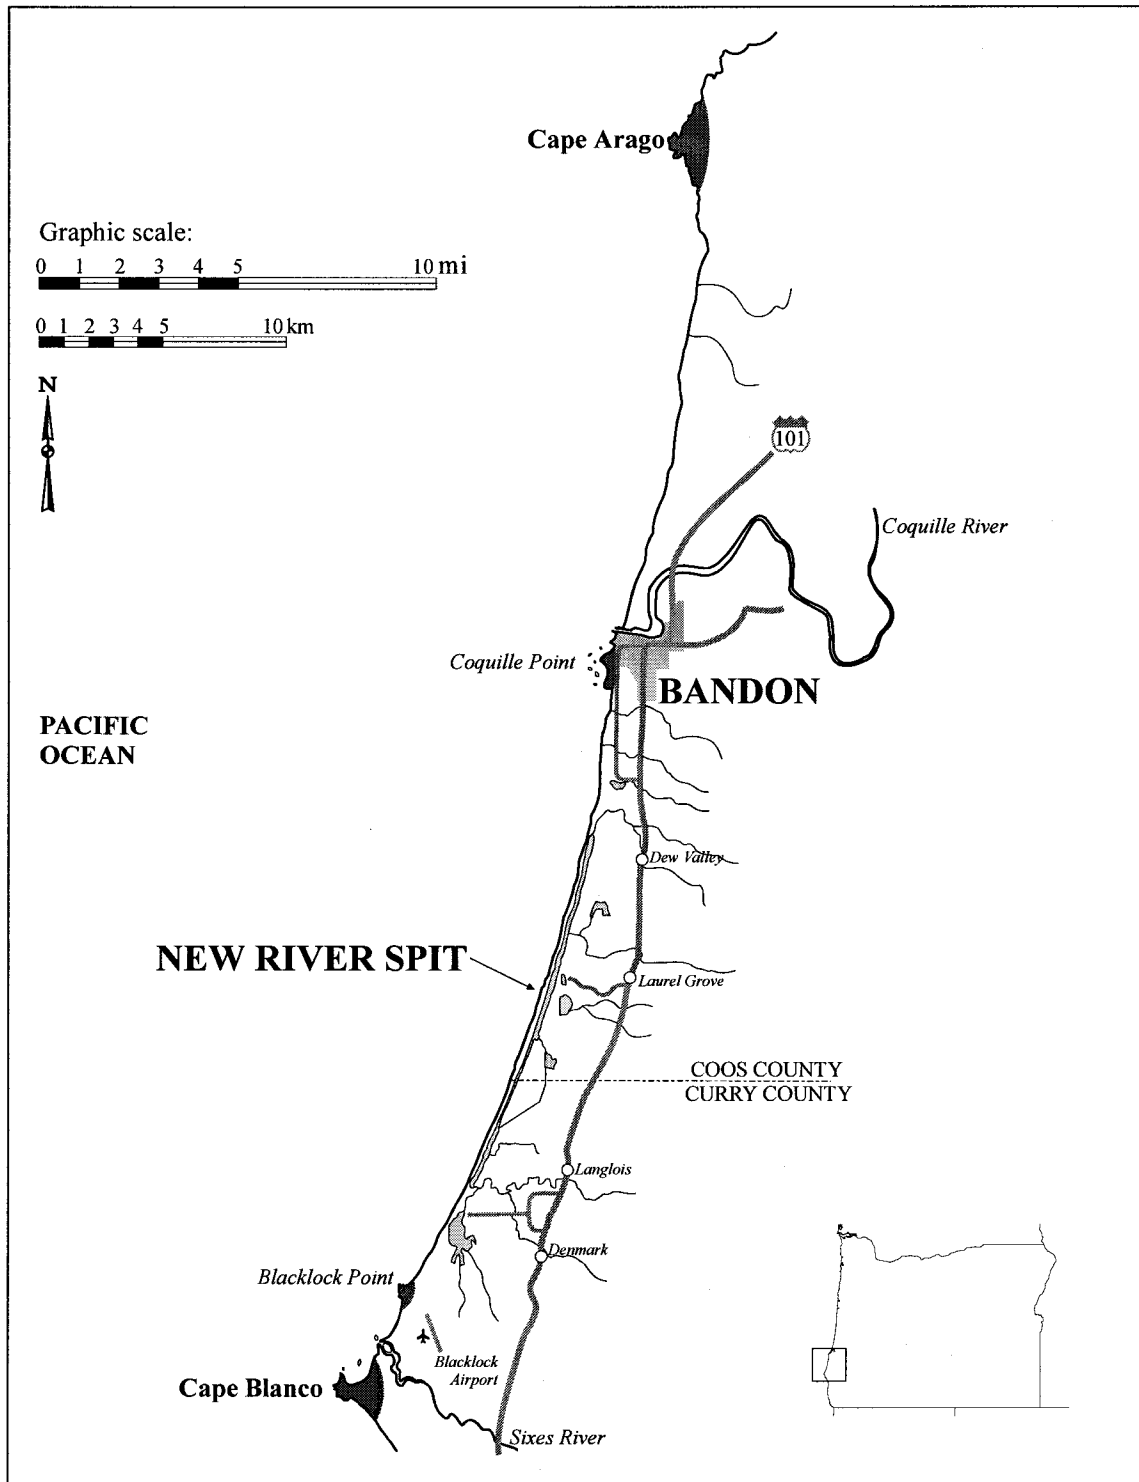 Cape Arago
Graphic scale:
0 1 2 3 4 5 10 mi
0 1 2 3 4 5 10 km
N
101
Coquille River
Coquille Point
BANDON
PACIFIC
OCEAN
Dew Valley
NEW RIVER SPIT
Laurel Grove
COOS COUNTY
CURRY COUNTY
Langlois
Denmark
Blacklock Point
Blacklock
Airport
Cape Blanco
Sixes River